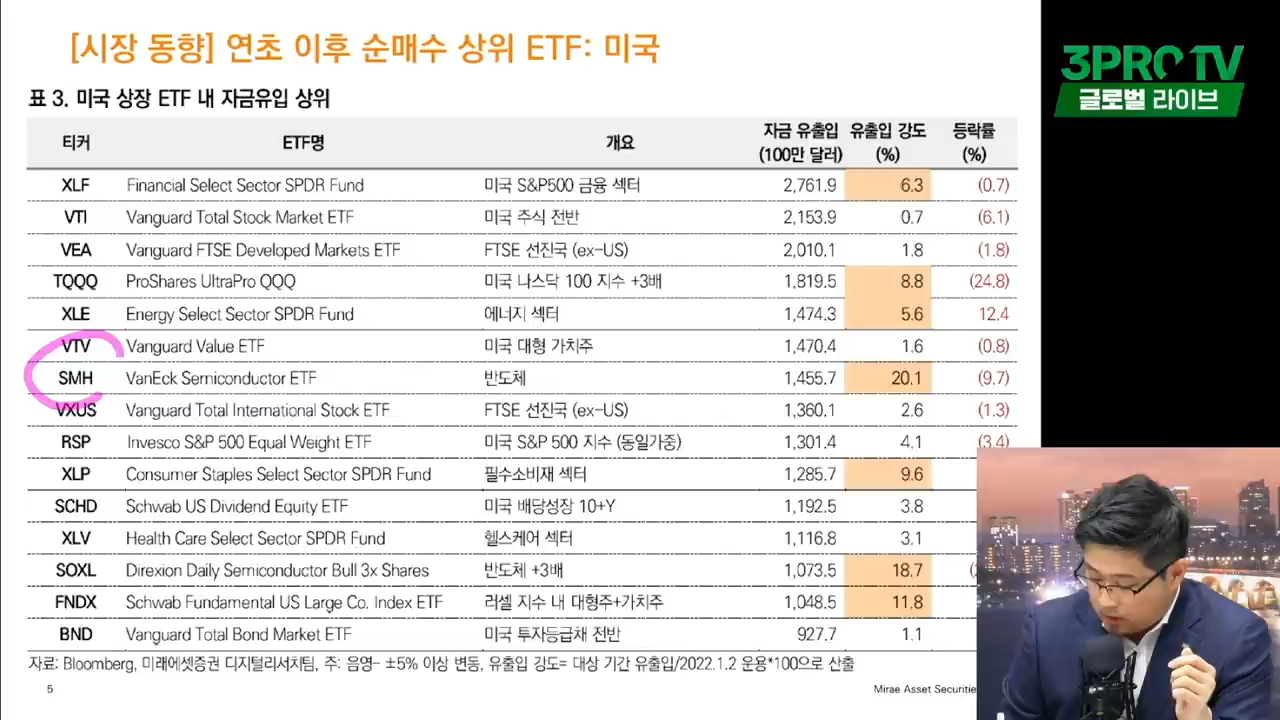 [시장 동향] 연초 이후 순매수 상위 ETF: 미국
3PRO TV
글로벌 라이브
표 3. 미국 상장 ETF 내 자금유입 상위
티커 ETF명 개요 자금 유출입 (100만 달러) 유출입 강도 (%) 등락률 (%)
XLF Financial Select Sector SPDR Fund 미국 S&P500 금융 섹터 2,761.9 6.3 (0.7)
VTI Vanguard Total Stock Market ETF 미국 주식 전반 2,153.9 0.7 (6.1)
VEA Vanguard FTSE Developed Markets ETF FTSE 선진국 (ex-US) 2,010.1 1.8 (1.8)
TQQQ ProShares UltraPro QQQ 미국 나스닥 100 지수 +3배 1,819.5 8.8 (24.8)
XLE Energy Select Sector SPDR Fund 에너지 섹터 1,474.3 5.6 12.4
VTV Vanguard Value ETF 미국 대형 가치주 1,470.4 1.6 (0.8)
SMH VanEck Semiconductor ETF 반도체 1,455.7 20.1 (9.7)
VXUS Vanguard Total International Stock ETF FTSE 선진국 (ex-US) 1,360.1 2.6 (1.3)
RSP Invesco S&P 500 Equal Weight ETF 미국 S&P 500 지수 (동일가중) 1,301.4 4.1 (3.4)
XLP Consumer Staples Select Sector SPDR Fund 필수소비재 섹터 1,285.7 9.6
SCHD Schwab US Dividend Equity ETF 미국 배당성장 10+Y 1,192.5 3.8
XLV Health Care Select Sector SPDR Fund 헬스케어 섹터 1,116.8 3.1
SOXL Direxion Daily Semiconductor Bull 3x Shares 반도체 +3배 1,073.5 18.7
FNDX Schwab Fundamental US Large Co. Index ETF 러셀 지수 내 대형주+가치주 1,048.5 11.8
BND Vanguard Total Bond Market ETF 미국 투자등급채 전반 927.7 1.1
자료: Bloomberg, 미래에셋증권 디지털리서치팀, 주: 음영- ±5% 이상 변동, 유출입 강도= 대상 기간 유출입/2022.1.2 운용*100으로 산출
5
Mirae Asset Securitie